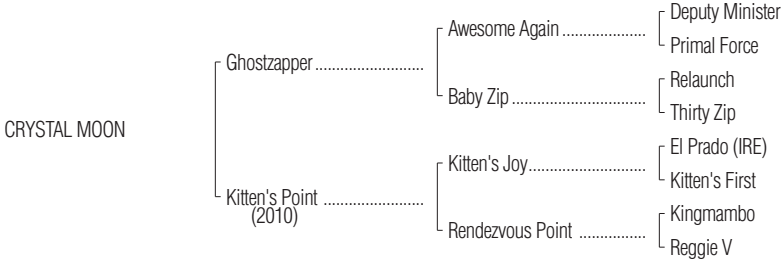 Deputy Minister
Awesome Again ....................
Primal Force
Ghostzapper ..........................
Relaunch
Baby Zip ................................
Thirty Zip
CRYSTAL MOON
El Prado (IRE)
Kitten's Joy............................
Kitten's First
Kitten's Point ........................
(2010)
Kingmambo
Rendezvous Point ................
Reggie V